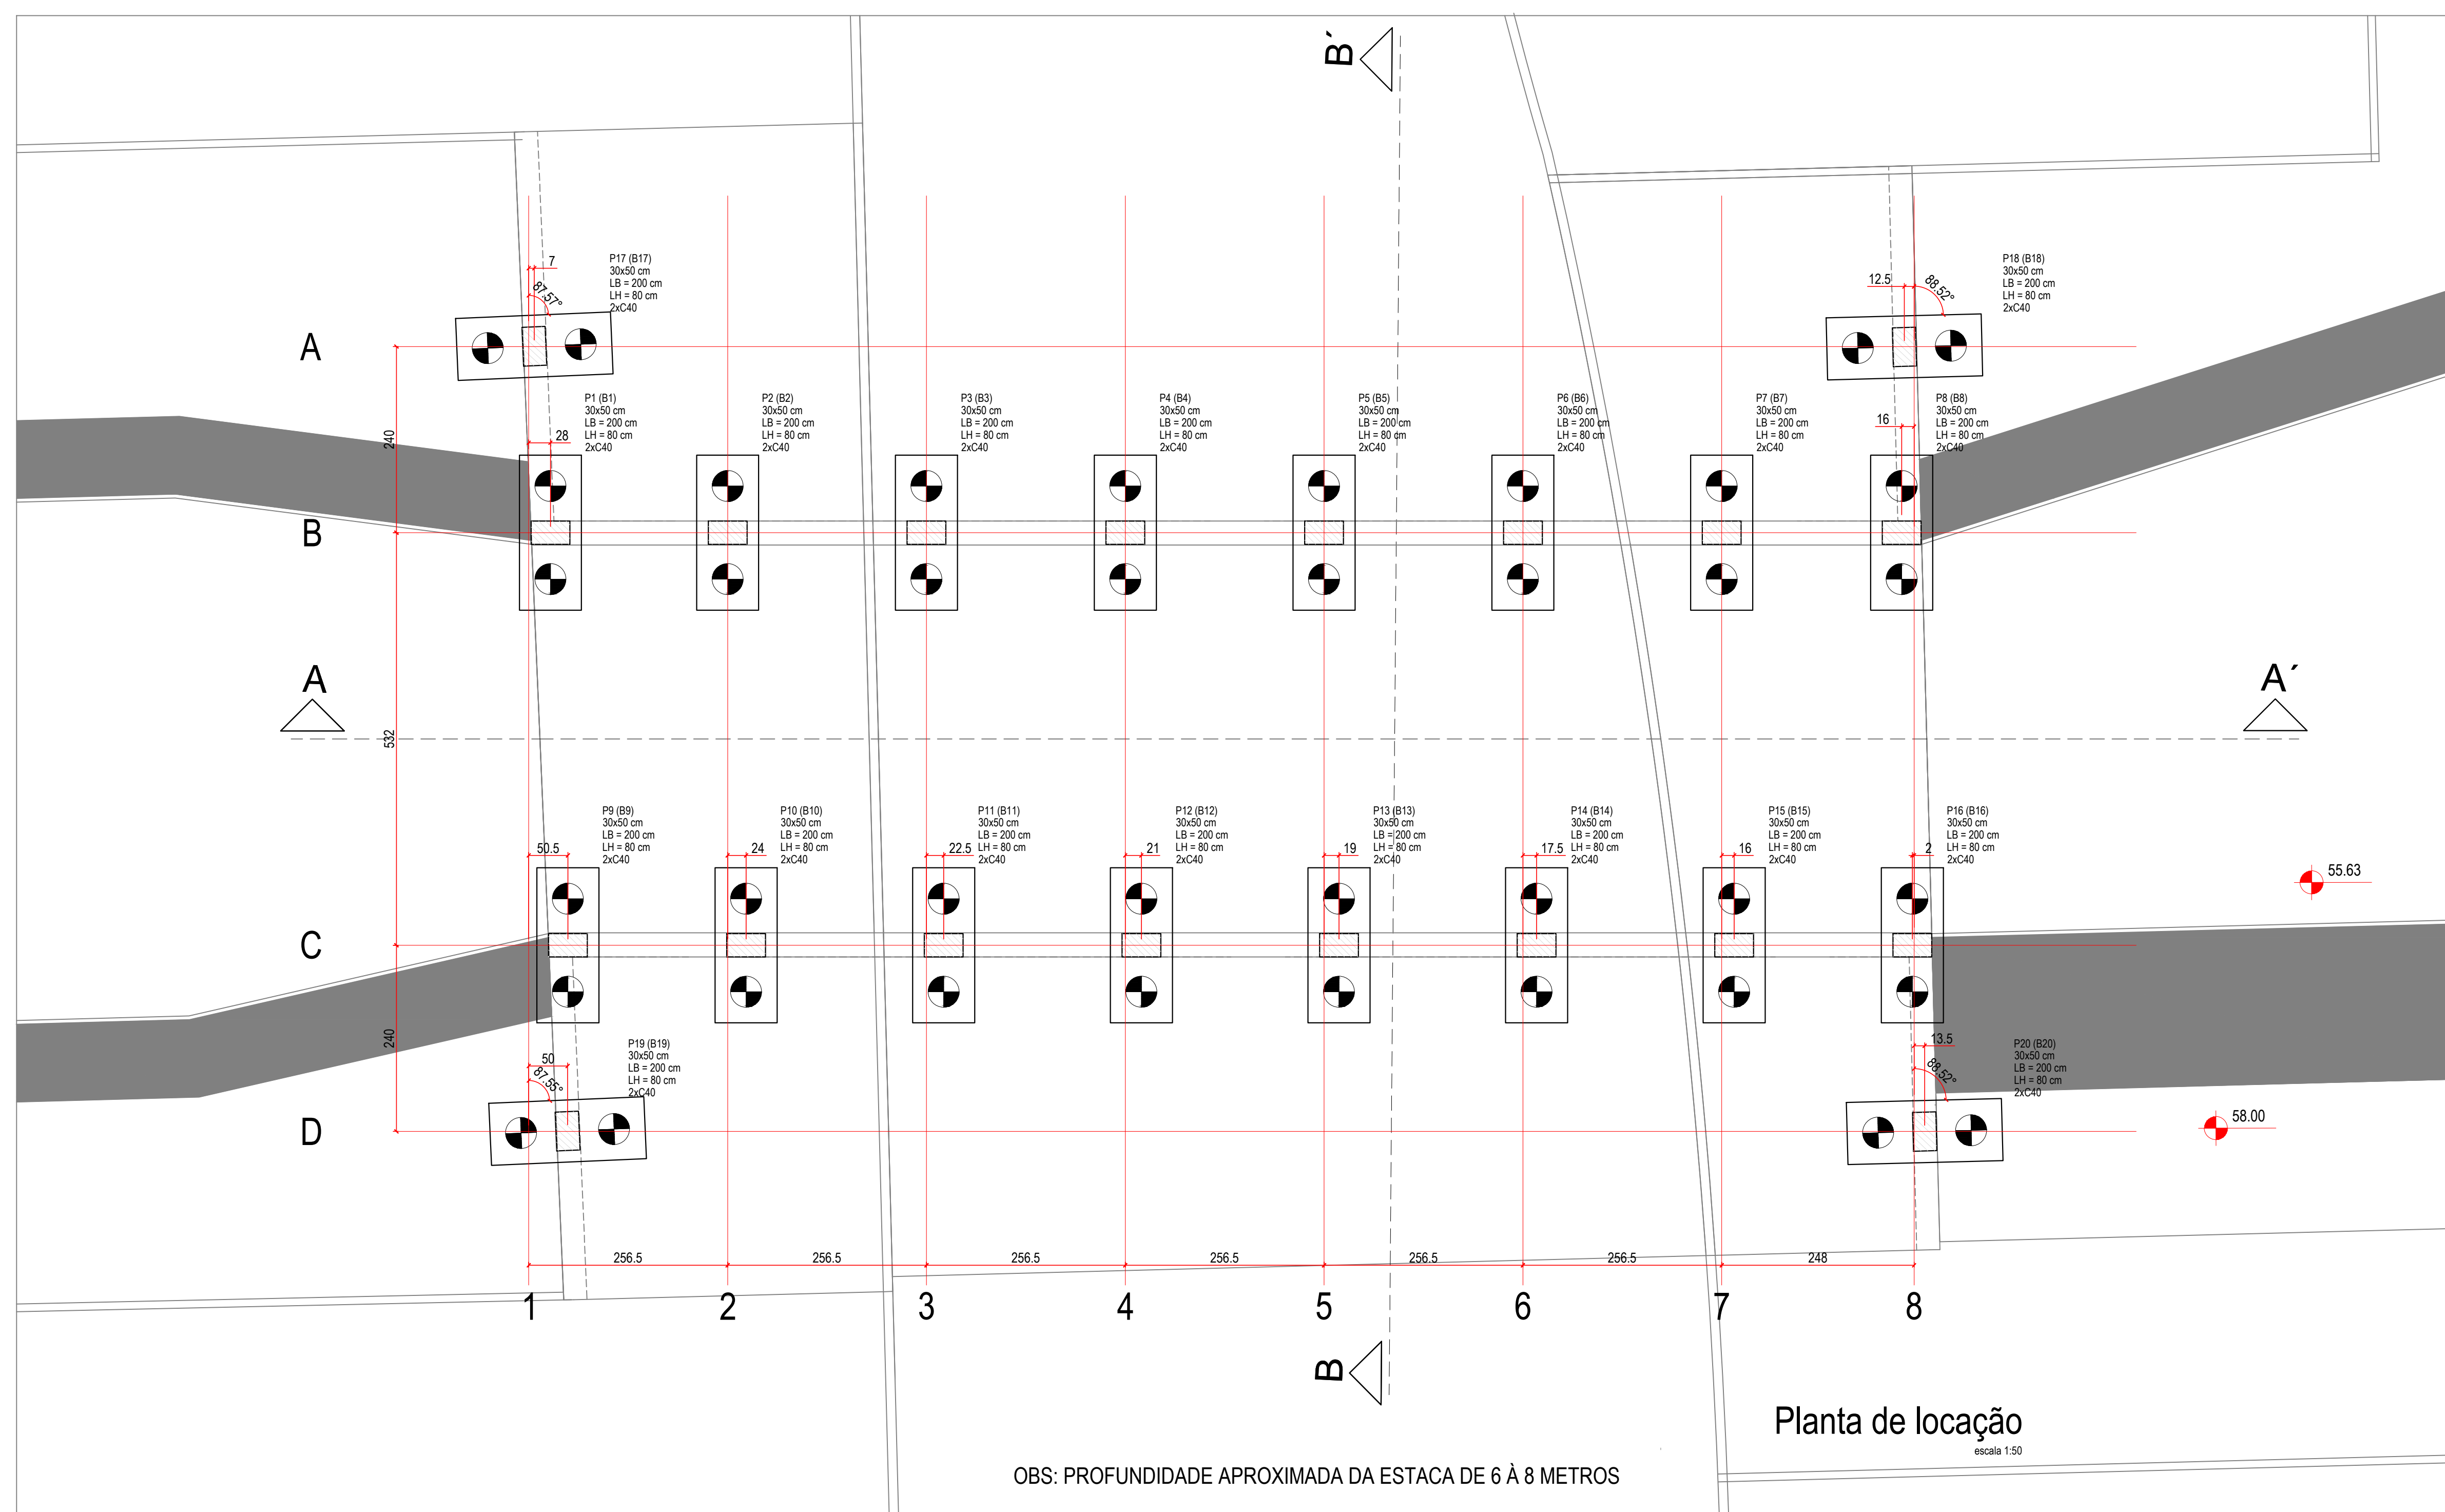 B´
7
87.57°
P17 (B17)
30x50 cm
LB = 200 cm
LH = 80 cm
2xC40
12.5
88.52°
P18 (B18)
30x50 cm
LB = 200 cm
LH = 80 cm
2xC40
A
240
28
P1 (B1)
30x50 cm
LB = 200 cm
LH = 80 cm
2xC40
P2 (B2)
30x50 cm
LB = 200 cm
LH = 80 cm
2xC40
P3 (B3)
30x50 cm
LB = 200 cm
LH = 80 cm
2xC40
P4 (B4)
30x50 cm
LB = 200 cm
LH = 80 cm
2xC40
P5 (B5)
30x50 cm
LB = 200 cm
LH = 80 cm
2xC40
P6 (B6)
30x50 cm
LB = 200 cm
LH = 80 cm
2xC40
P7 (B7)
30x50 cm
LB = 200 cm
LH = 80 cm
2xC40
16
P8 (B8)
30x50 cm
LB = 200 cm
LH = 80 cm
2xC40
B
A
A´
532
50.5
P9 (B9)
30x50 cm
LB = 200 cm
LH = 80 cm
2xC40
24
P10 (B10)
30x50 cm
LB = 200 cm
LH = 80 cm
2xC40
22.5
P11 (B11)
30x50 cm
LB = 200 cm
LH = 80 cm
2xC40
21
P12 (B12)
30x50 cm
LB = 200 cm
LH = 80 cm
2xC40
19
P13 (B13)
30x50 cm
LB = 200 cm
LH = 80 cm
2xC40
17.5
P14 (B14)
30x50 cm
LB = 200 cm
LH = 80 cm
2xC40
16
P15 (B15)
30x50 cm
LB = 200 cm
LH = 80 cm
2xC40
2
P16 (B16)
30x50 cm
LB = 200 cm
LH = 80 cm
2xC40
55.63
C
240
50
87.55°
P19 (B19)
30x50 cm
LB = 200 cm
LH = 80 cm
2xC40
13.5
88.52°
P20 (B20)
30x50 cm
LB = 200 cm
LH = 80 cm
2xC40
58.00
D
256.5 256.5 256.5 256.5 256.5 256.5 248
1 2 3 4 5 6 7 8
B
Planta de locação
escala 1:50
OBS: PROFUNDIDADE APROXIMADA DA ESTACA DE 6 À 8 METROS